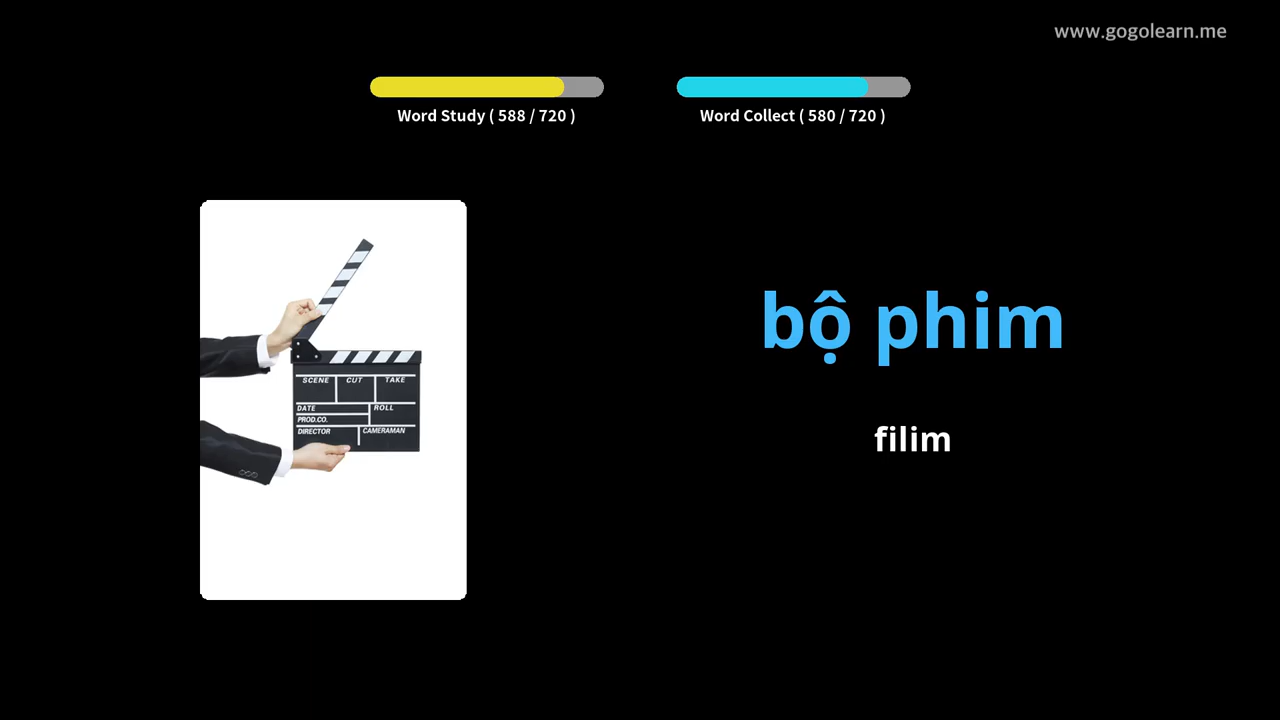 www.gogolearn.me
Word Study ( 588 / 720 )
Word Collect ( 580 / 720 )
bộ phim
filim
SCENE CUT TAKE
DATE ROLL
PROD.CO.
DIRECTOR CAMERAMAN